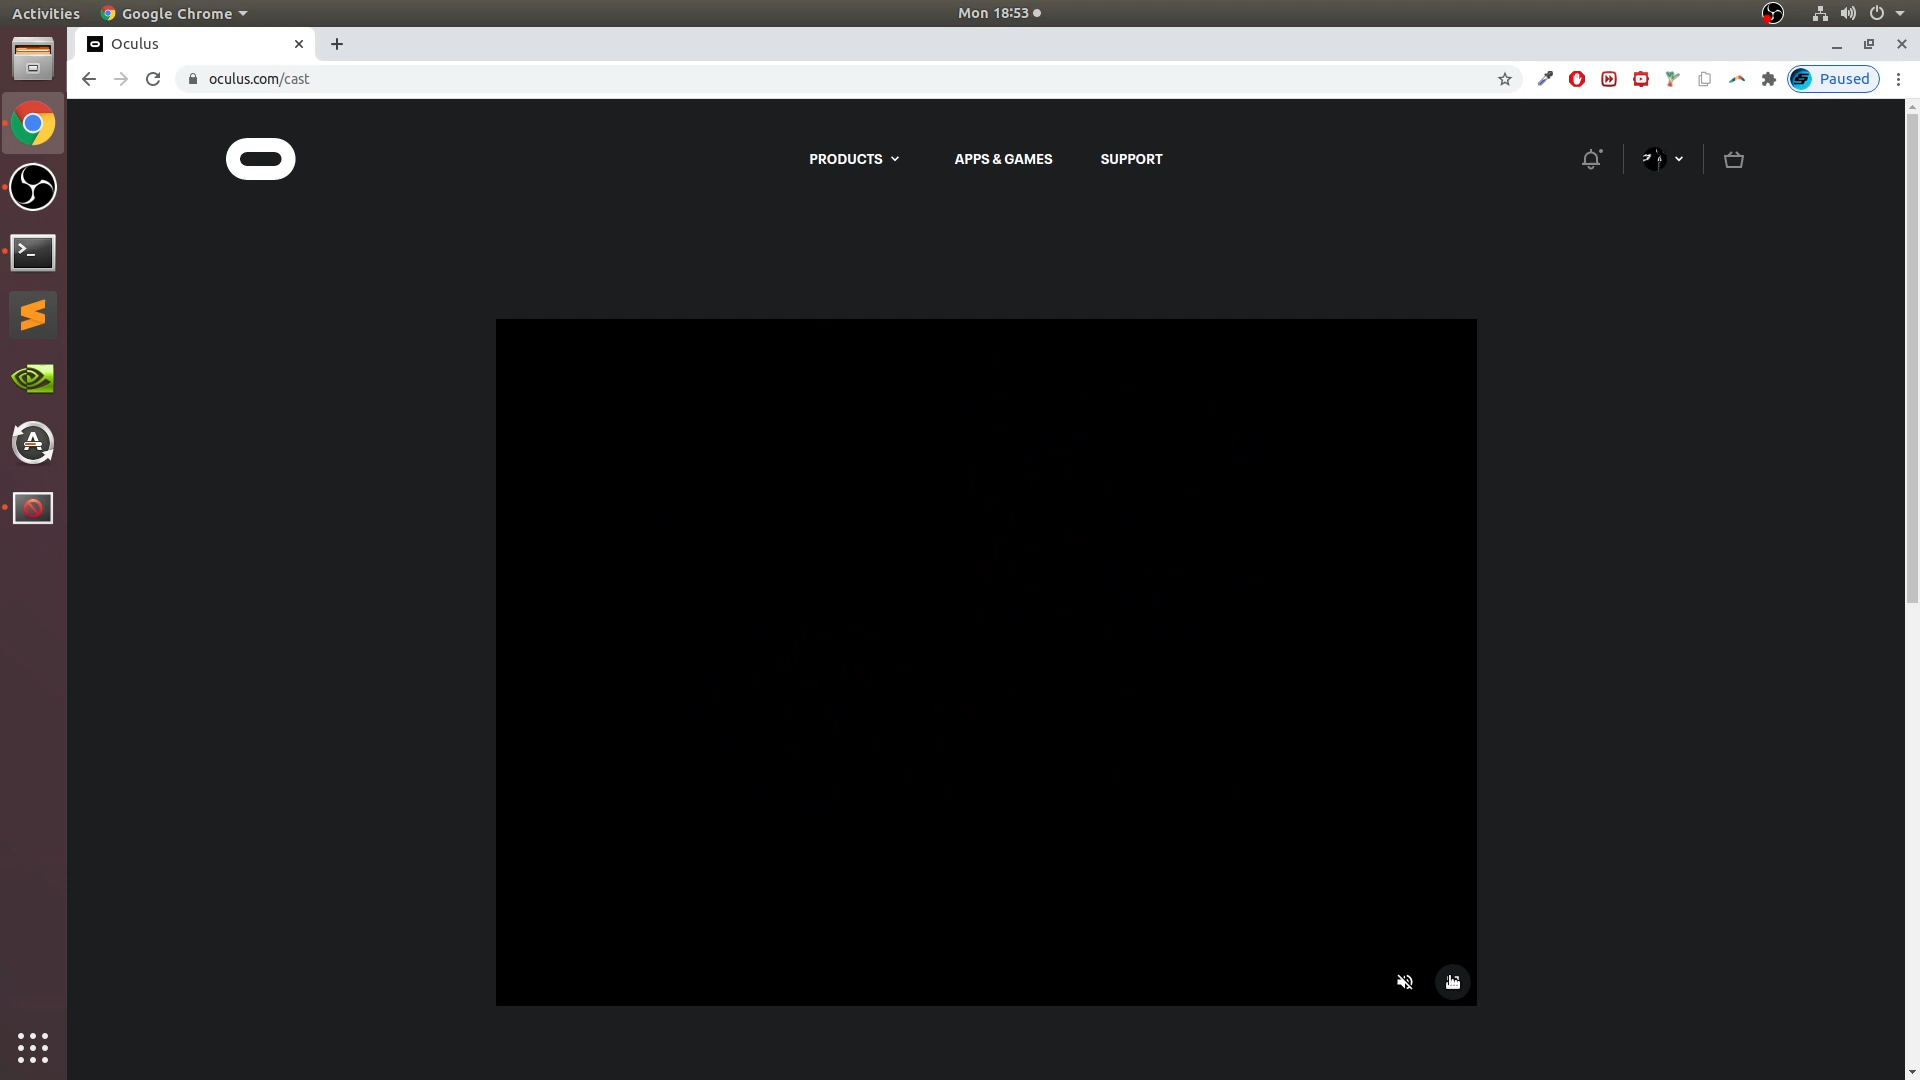 Activities Google Chrome Mon 18:53
Oculus
oculus.com/cast Paused
PRODUCTS APPS & GAMES SUPPORT